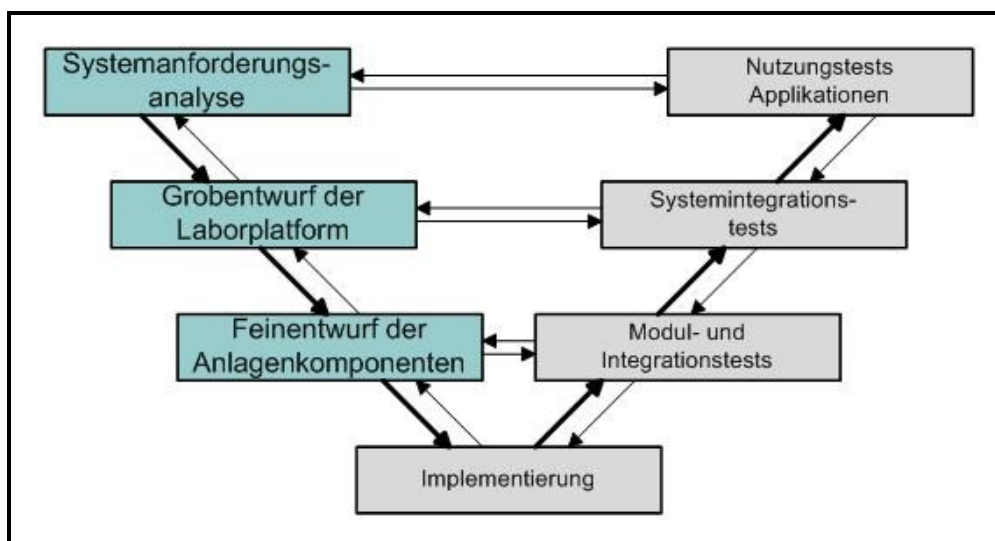 Systemanforderungs-
analyse
Nutzungstests
Applikationen
Grobentwurf der
Laborplatform
Systemintegrations-
tests
Feinentwurf der
Anlagenkomponenten
Modul- und
Integrationstests
Implementierung